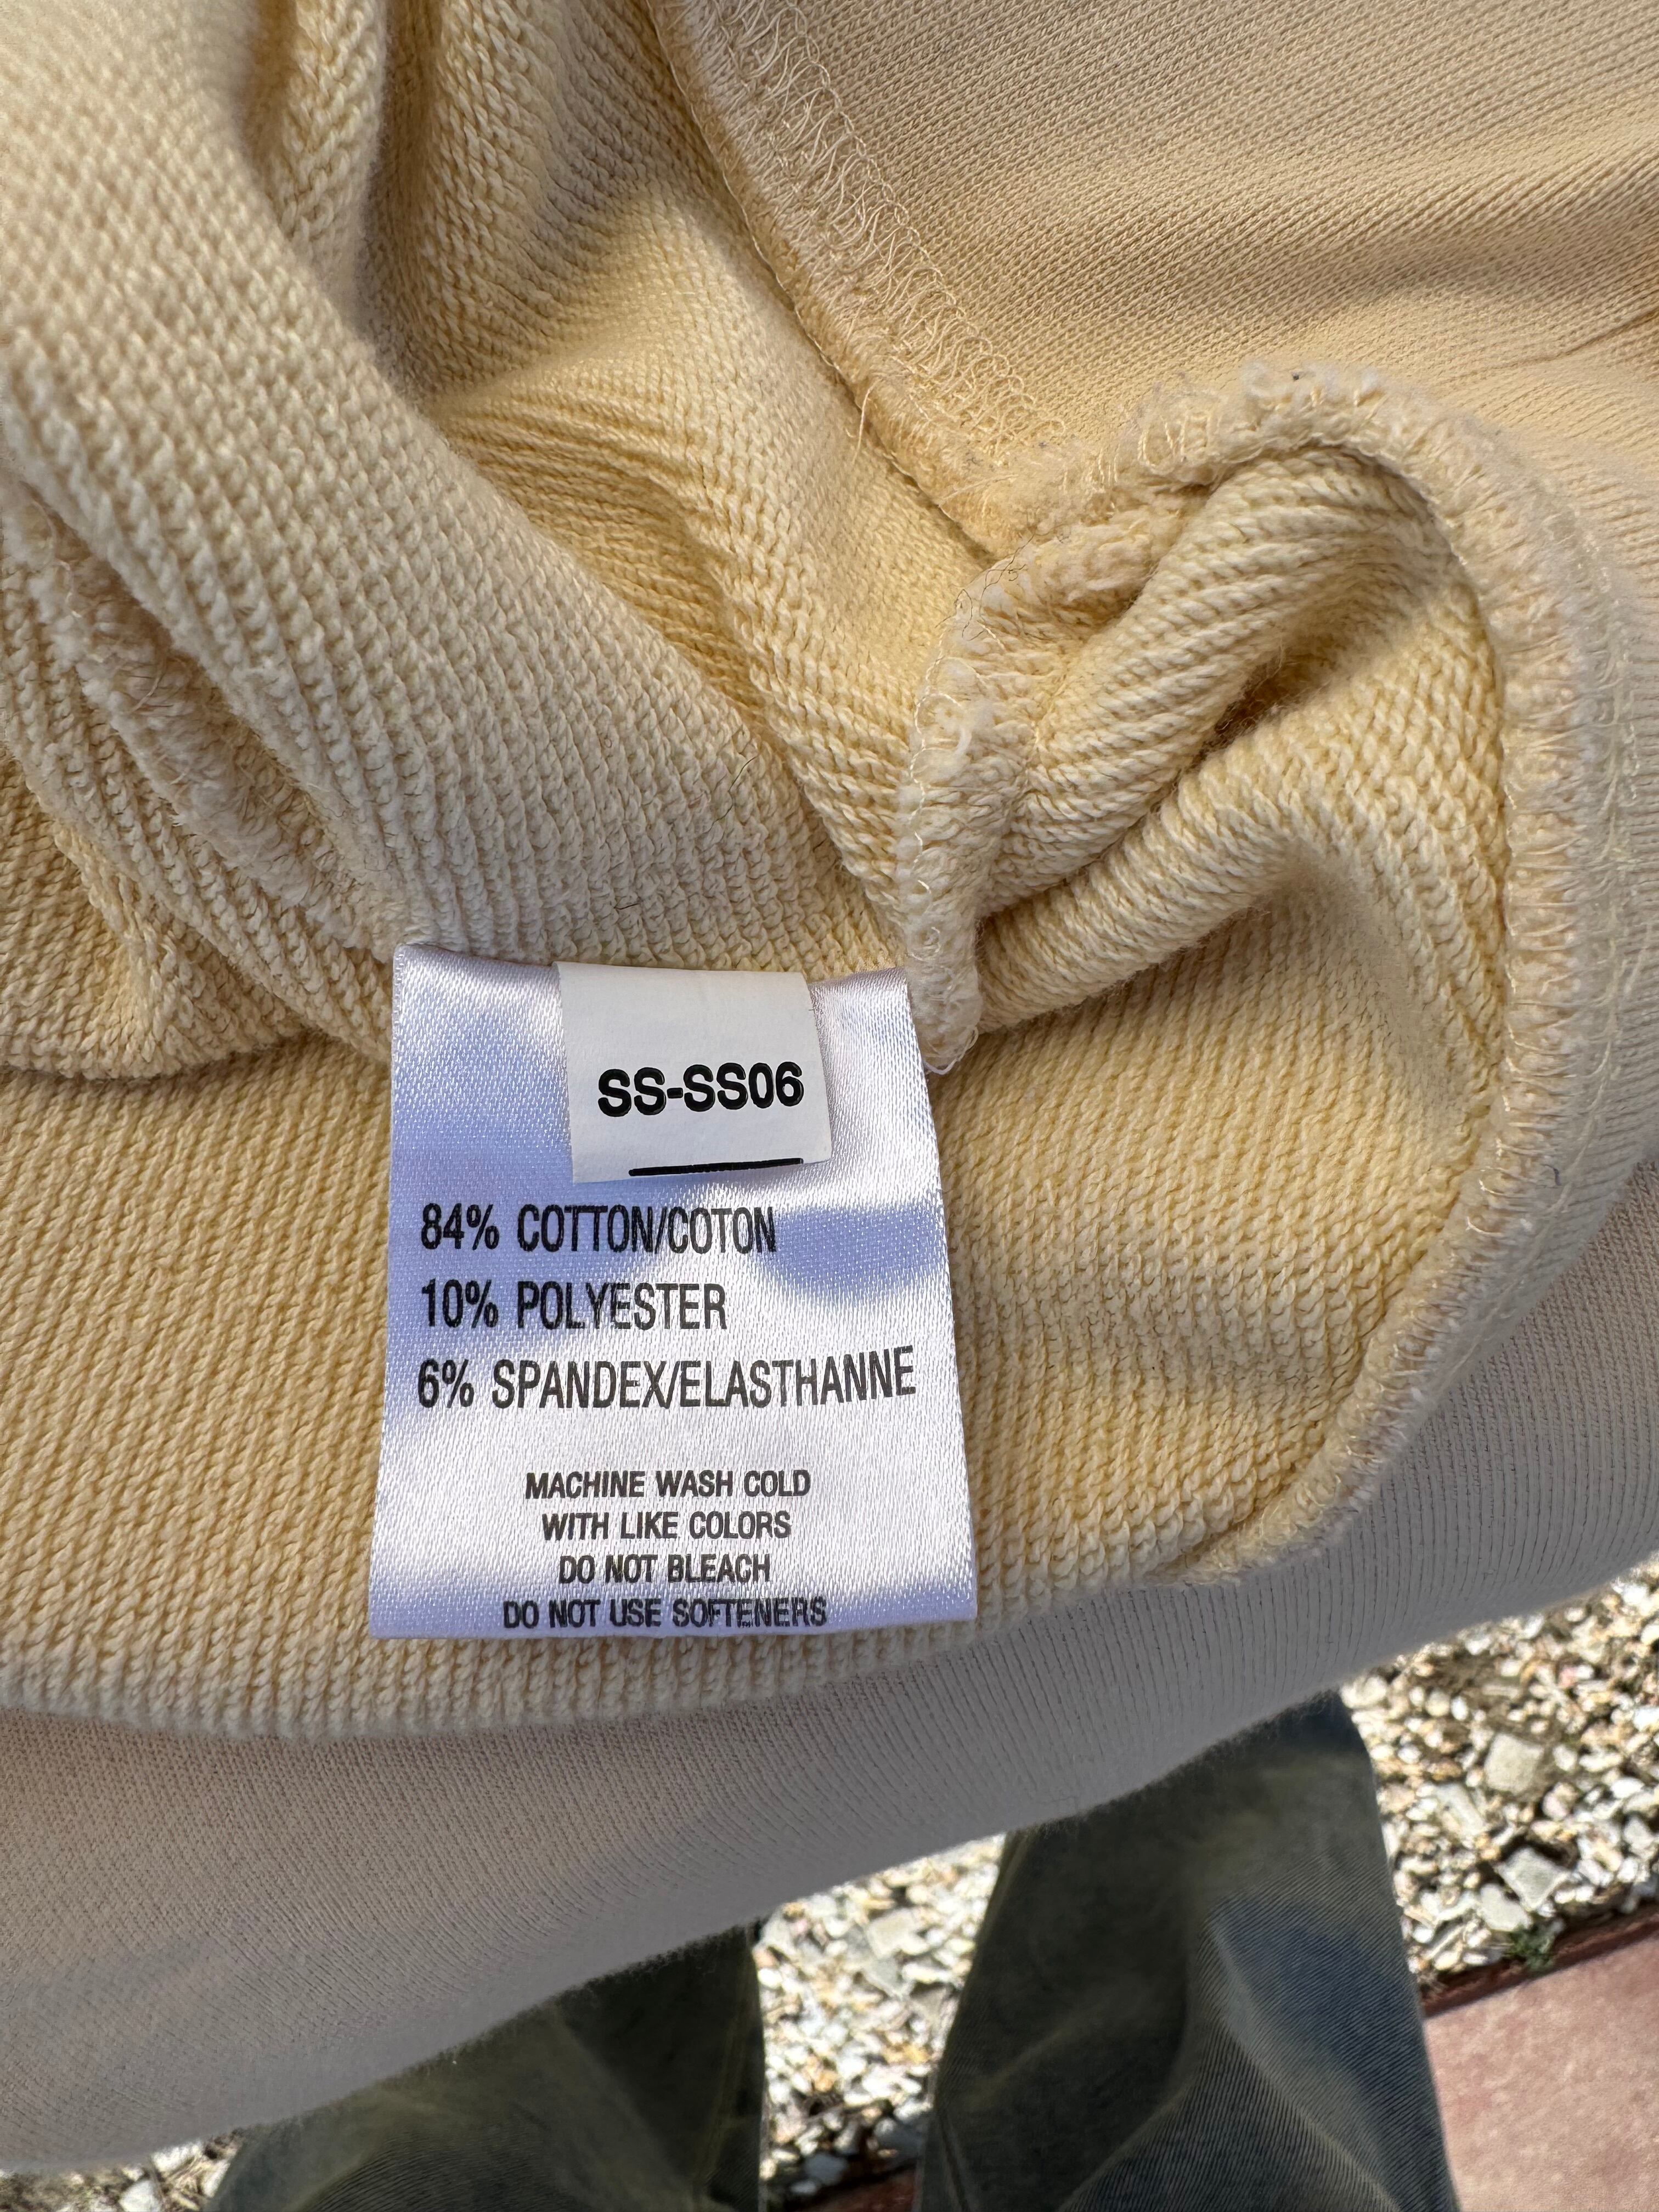 SS-SS06
84% COTTON/COTON
10% POLYESTER
6% SPANDEX/ELASTHANNE
MACHINE WASH COLD
WITH LIKE COLORS
DO NOT BLEACH
DO NOT USE SOFTENERS